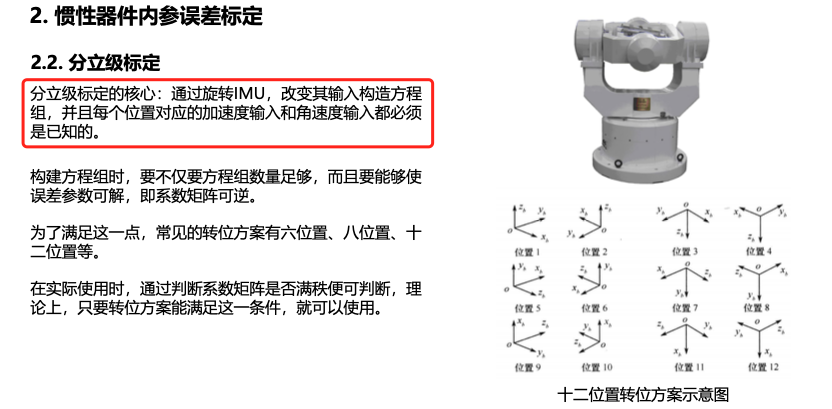 2. 惯性器件内参误差标定
2.2. 分立级标定
分立级标定的核心：通过旋转IMU，改变其输入构造方程
组，并且每个位置对应的加速度输入和角速度输入都必须
是已知的。
构建方程组时，要不仅要方程组数量足够，而且要能够使
误差参数可解，即系数矩阵可逆。
为了满足这一点，常见的转位方案有六位置、八位置、十
二位置等。
在实际使用时，通过判断系数矩阵是否满秩便可判断，理
论上，只要转位方案能满足这一条件，就可以使用。
位置 1
位置 2
位置 3
位置 4
位置 5
位置 6
位置 7
位置 8
位置 9
位置 10
位置 11
位置 12
十二位置转位方案示意图